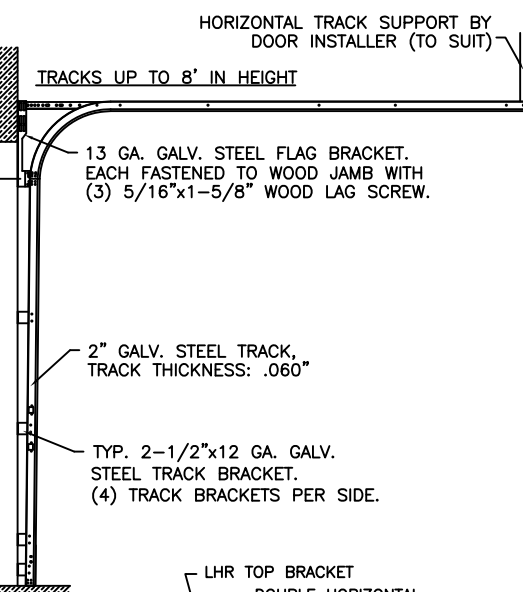 HORIZONTAL TRACK SUPPORT BY
DOOR INSTALLER (TO SUIT)
TRACKS UP TO 8' IN HEIGHT
13 GA. GALV. STEEL FLAG BRACKET.
EACH FASTENED TO WOOD JAMB WITH
(3) 5/16"x1-5/8" WOOD LAG SCREW.
2" GALV. STEEL TRACK,
TRACK THICKNESS: .060"
TYP. 2-1/2"x12 GA. GALV.
STEEL TRACK BRACKET.
(4) TRACK BRACKETS PER SIDE.
LHR TOP BRACKET
DOUBLE HORIZONTAL